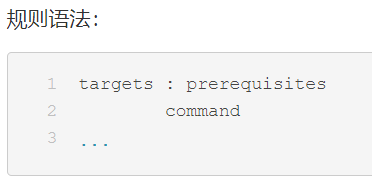 规则语法：
1 targets : prerequisites
2         command
3 ...